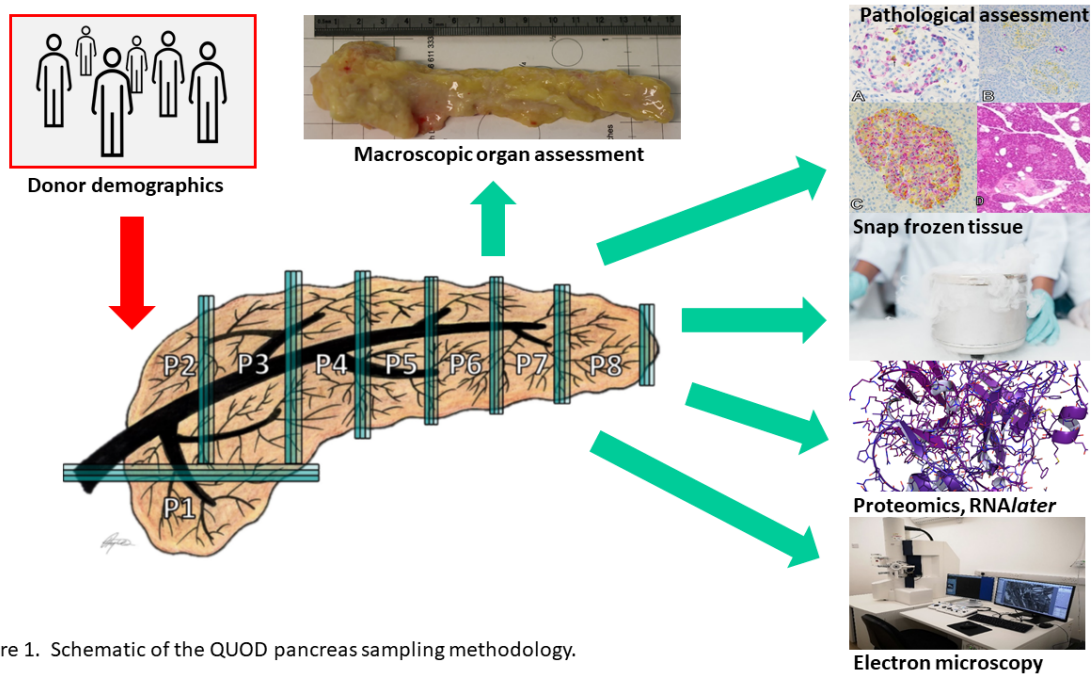 Pathological assessment
A
B
C
D
Macroscopic organ assessment
Donor demographics
Snap frozen tissue
P2
P3
P4
P5
P6
P7
P8
P1
Proteomics, RNAlater
Electron microscopy
re 1. Schematic of the QUOD pancreas sampling methodology.